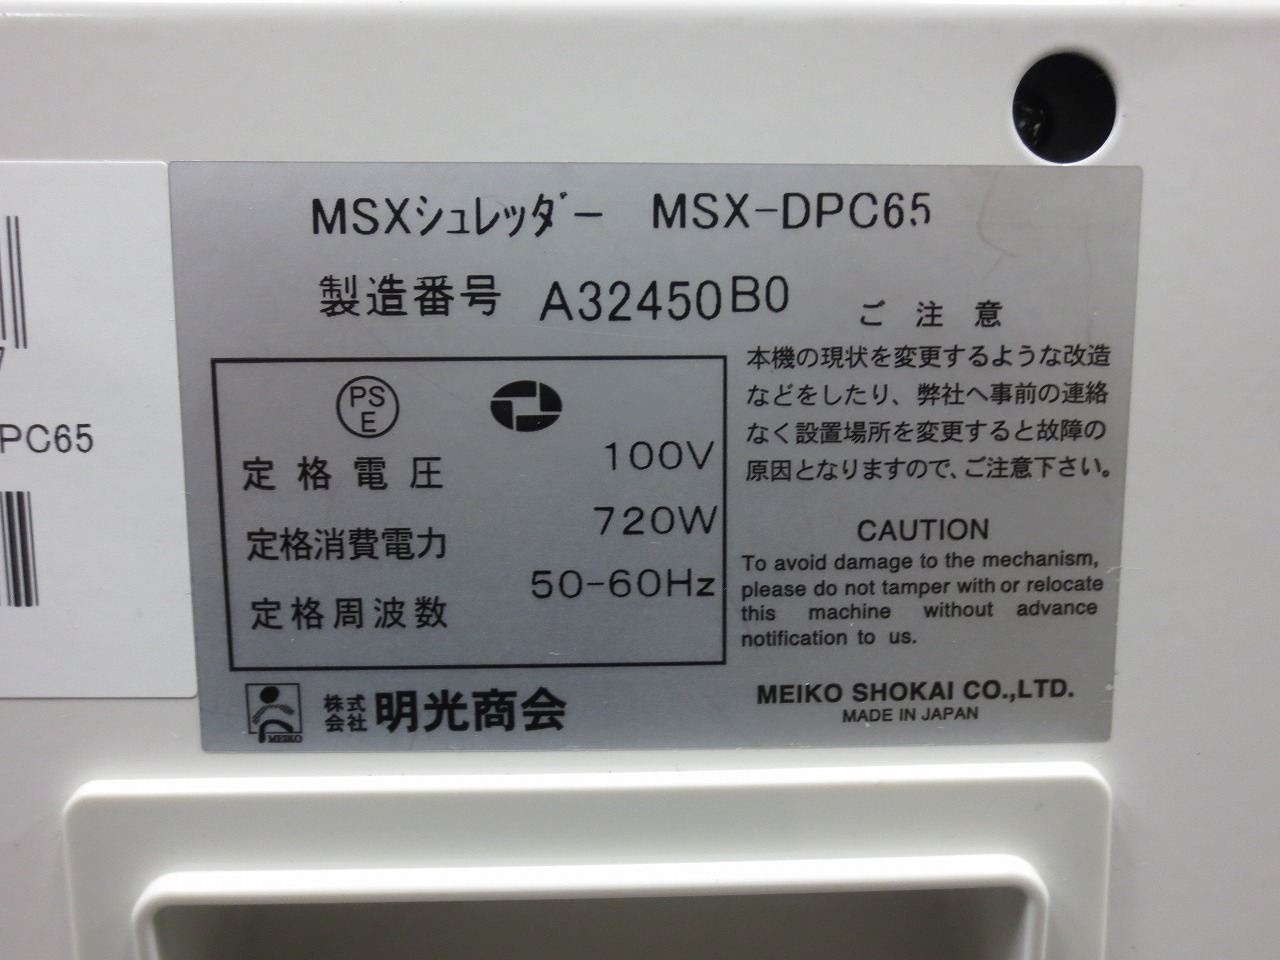 7
PC65
MSXシュレッダー MSX-DPC65
製造番号 A32450B0
PS
E
定格電圧 100V
定格消費電力 720W
定格周波数 50-60Hz
ご注意
本機の現状を変更するような改造
などをしたり、弊社へ事前の連絡
なく設置場所を変更すると故障の
原因となりますので、ご注意下さい。
CAUTION
To avoid damage to the mechanism,
please do not tamper with or relocate
this machine without advance
notification to us.
MEIKO
株式
会社 明光商会
MEIKO SHOKAI CO.,LTD.
MADE IN JAPAN